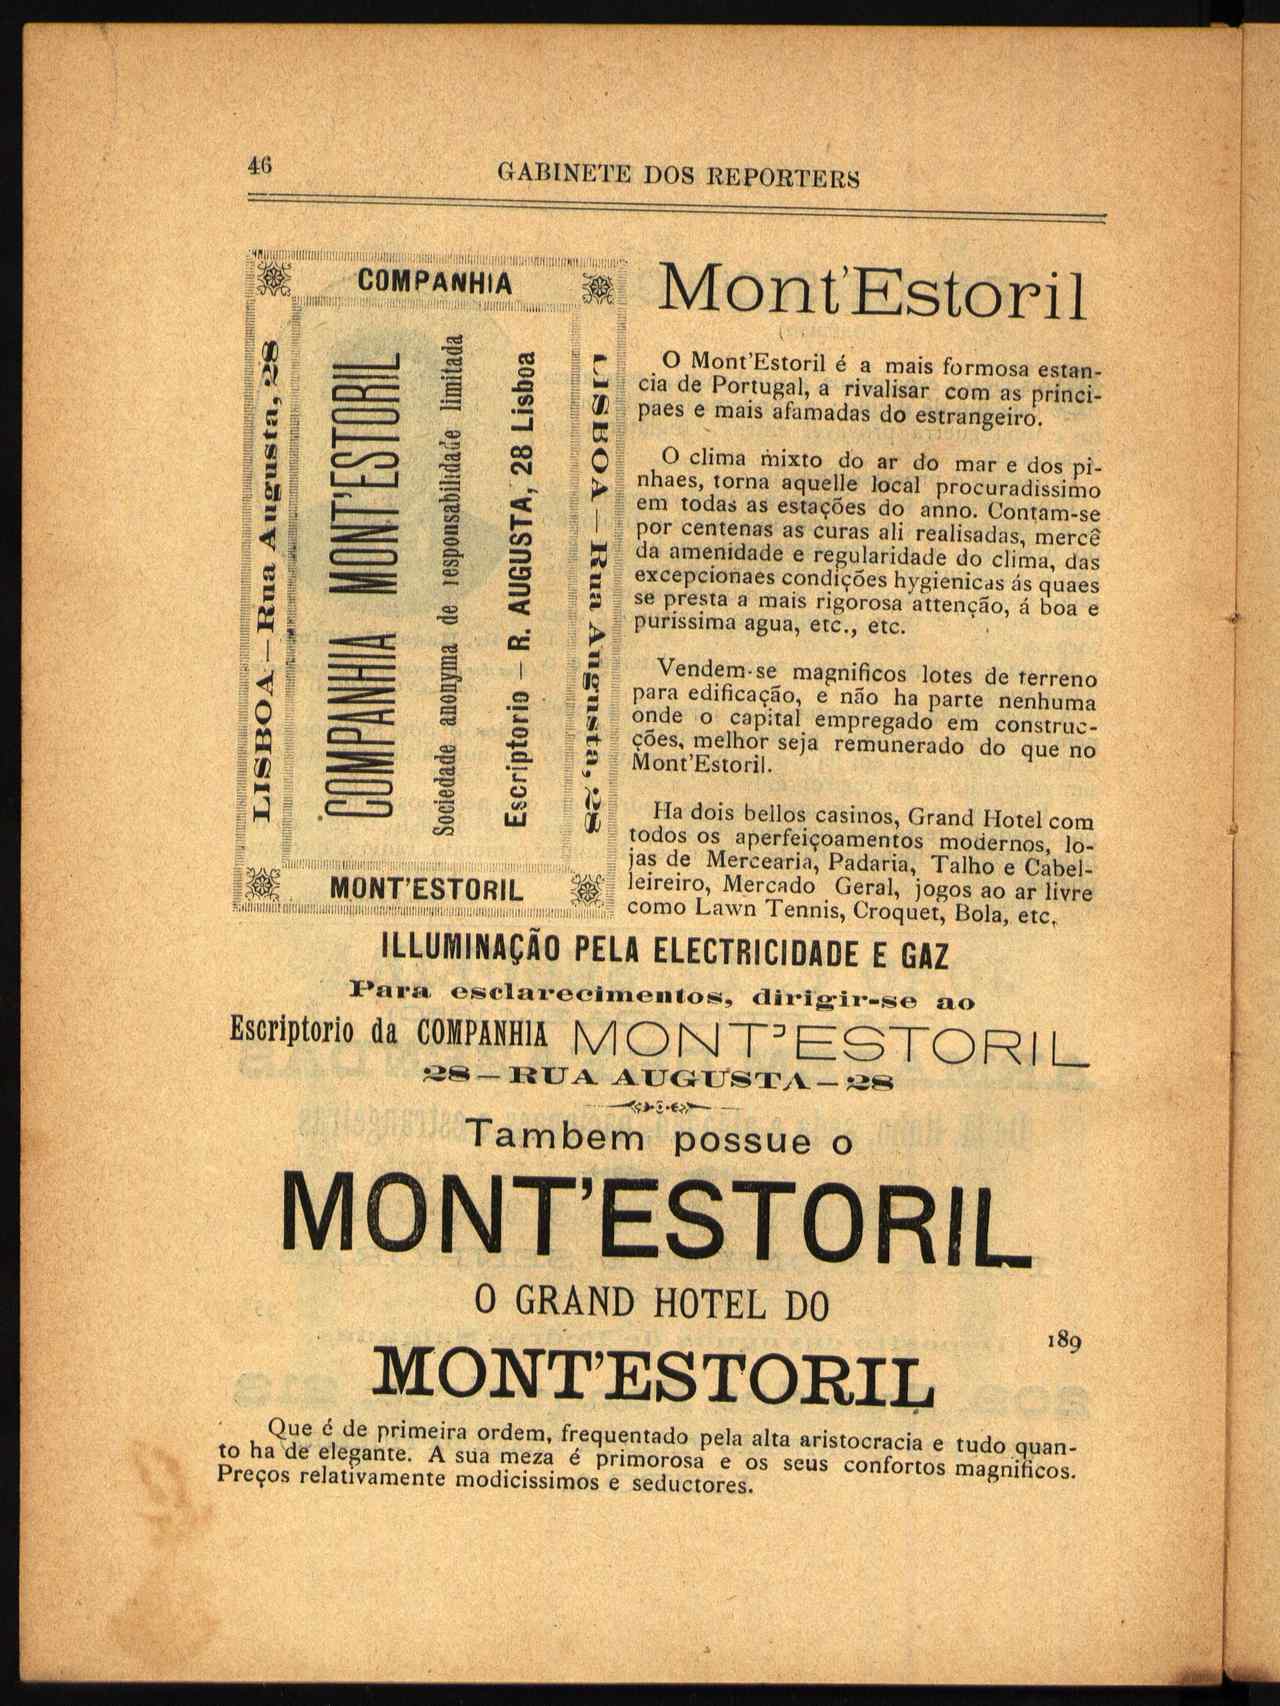 46
GABINETE DOS REPORTERS
COMPANHIA
LISBOA—Rua Augusta, 28
COMPANHIA MONT'ESTORIL
Sociedade anonyma de responsabilidade limitada
Escriptorio — R. AUGUSTA, 28 Lisboa
LISBOA—Rua Augusta, 28
MONT'ESTORIL
Mont'Estoril
O Mont'Estoril é a mais formosa estan-
cia de Portugal, a rivalisar com as princi-
paes e mais afamadas do estrangeiro.
O clima mixto do ar do mar e dos pi-
nhaes, torna aquelle local procuradissimo
em todas as estações do anno. Contam-se
por centenas as curas ali realisadas, mercê
da amenidade e regularidade do clima, das
excepcionaes condições hygienicas ás quaes
se presta a mais rigorosa attenção, á boa e
purissima agua, etc., etc.
Vendem-se magnificos lotes de terreno
para edificação, e não ha parte nenhuma
onde o capital empregado em construc-
ções, melhor seja remunerado do que no
Mont'Estoril.
Ha dois bellos casinos, Grand Hotel com
todos os aperfeiçoamentos modernos, lo-
jas de Mercearia, Padaria, Talho e Cabel-
leireiro, Mercado Geral, jogos ao ar livre
como Lawn Tennis, Croquet, Bola, etc.
ILLUMINAÇÃO PELA ELECTRICIDADE E GAZ
Para esclarecimentos, dirigir-se ao
Escriptorio da COMPANHIA MONT'ESTORIL
28—RUA AUGUSTA—28
Tambem possue o
MONT'ESTORIL
O GRAND HOTEL DO
189
MONT'ESTORIL
Que é de primeira ordem, frequentado pela alta aristocracia e tudo quan-
to ha de elegante. A sua meza é primorosa e os seus confortos magnificos.
Preços relativamente modicissimos e seductores.